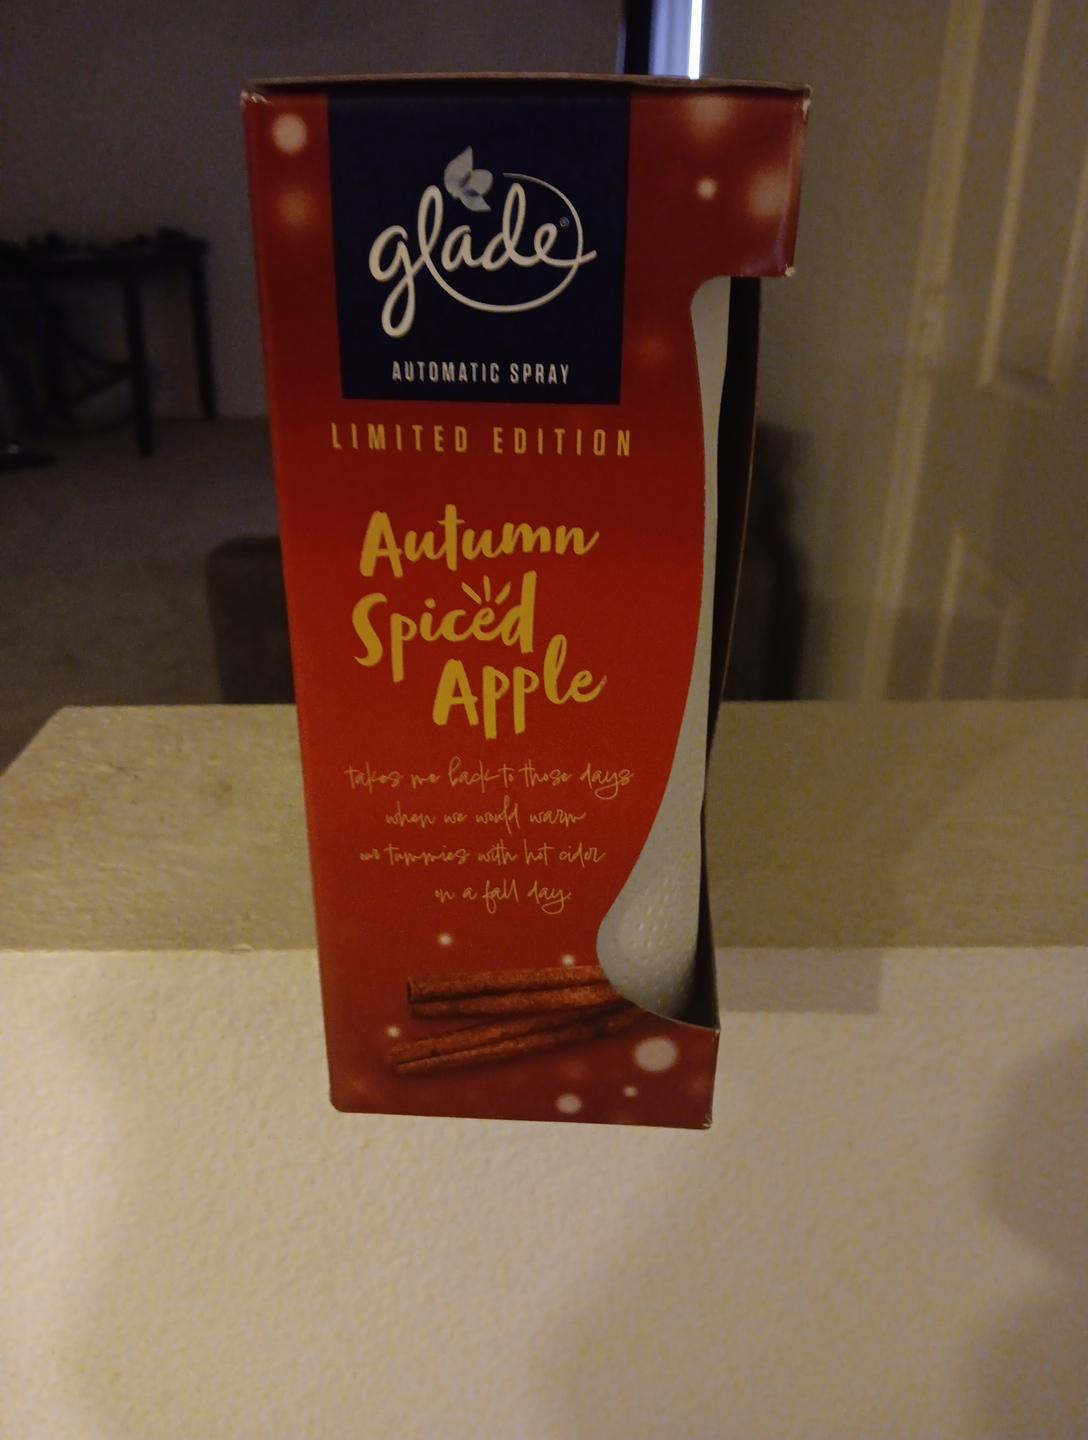 glade®
AUTOMATIC SPRAY
LIMITED EDITION
Autumn
Spiced
Apple
takes me back to those days
when we would warm
our tummies with hot cider
on a fall day.